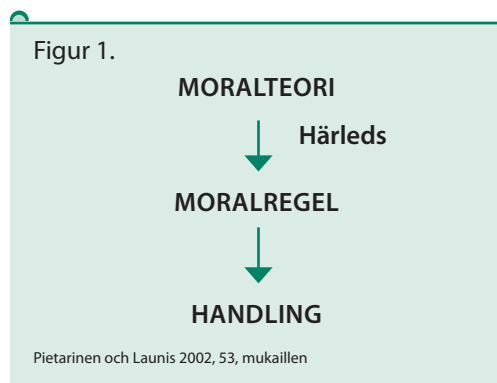 Figur 1.
MORALTEORI
Härleds
MORALREGEL
HANDLING
Pietarinen och Launis 2002, 53, mukaillen